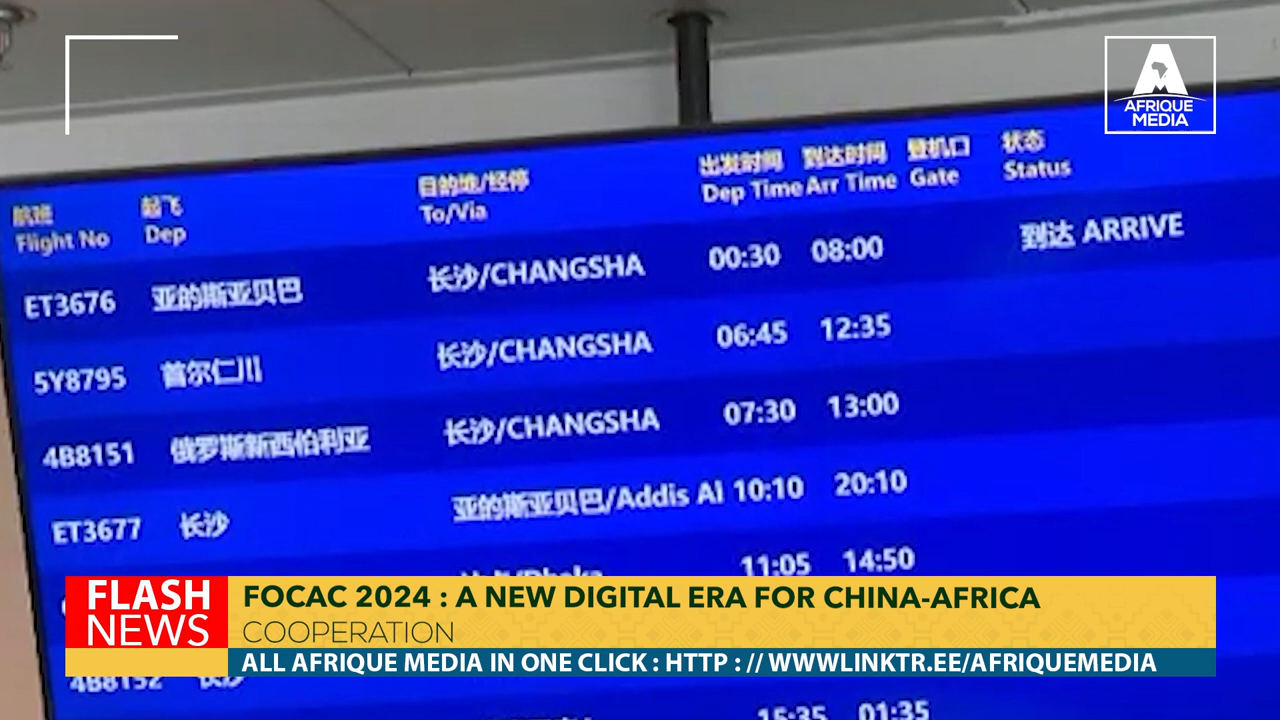 AFRIQUE
MEDIA
航班 起飞 目的地/经停 出发时间 到达时间 登机口 状态
Flight No Dep To/Via Dep Time Arr Time Gate Status
ET3676 亚的斯亚贝巴 长沙/CHANGSHA 00:30 08:00 到达 ARRIVE
5Y8795 首尔仁川 长沙/CHANGSHA 06:45 12:35
4B8151 俄罗斯新西伯利亚 长沙/CHANGSHA 07:30 13:00
ET3677 长沙 亚的斯亚贝巴/Addis Al 10:10 20:10
11:05 14:50
4B8152 长沙
15:35 01:35
FLASH NEWS
FOCAC 2024 : A NEW DIGITAL ERA FOR CHINA-AFRICA
COOPERATION
ALL AFRIQUE MEDIA IN ONE CLICK : HTTP : // WWWLINKTR.EE/AFRIQUEMEDIA